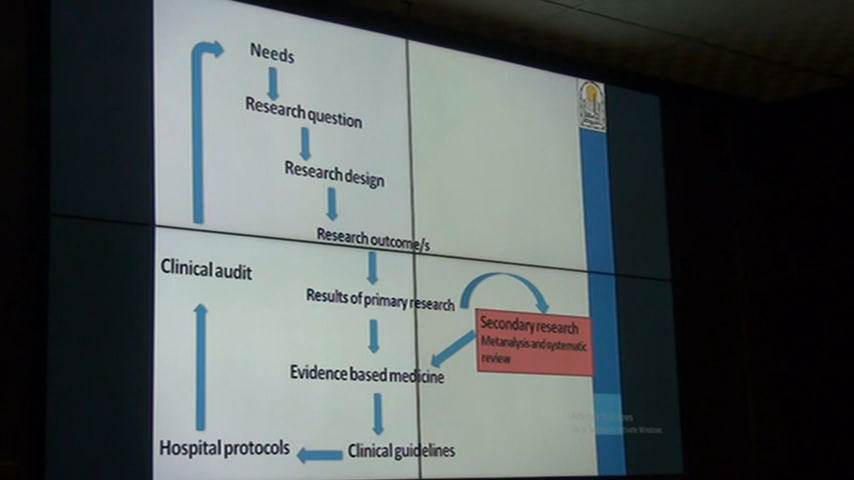 Needs
Research question
Research design
Research outcome/s
Clinical audit
Results of primary research
Secondary research
Metanalysis and systematic
review
Evidence based medicine
Hospital protocols
Clinical guidelines